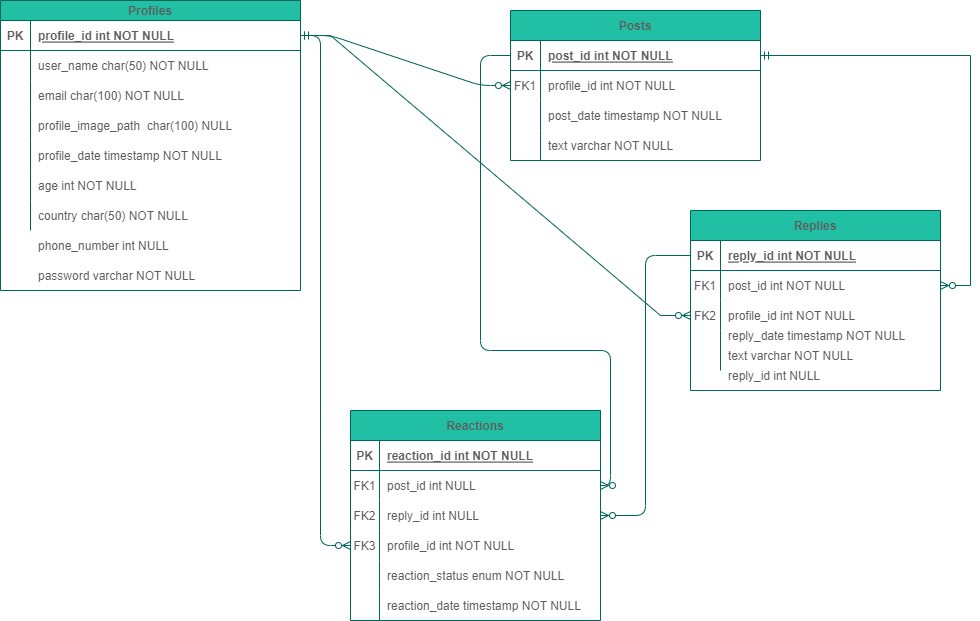 Profiles
PK profile_id int NOT NULL
user_name char(50) NOT NULL
email char(100) NOT NULL
profile_image_path  char(100) NULL
profile_date timestamp NOT NULL
age int NOT NULL
country char(50) NOT NULL
phone_number int NULL
password varchar NOT NULL
Posts
PK post_id int NOT NULL
FK1 profile_id int NOT NULL
post_date timestamp NOT NULL
text varchar NOT NULL
Replies
PK reply_id int NOT NULL
FK1 post_id int NOT NULL
FK2 profile_id int NOT NULL
reply_date timestamp NOT NULL
text varchar NOT NULL
reply_id int NULL
Reactions
PK reaction_id int NOT NULL
FK1 post_id int NULL
FK2 reply_id int NULL
FK3 profile_id int NOT NULL
reaction_status enum NOT NULL
reaction_date timestamp NOT NULL